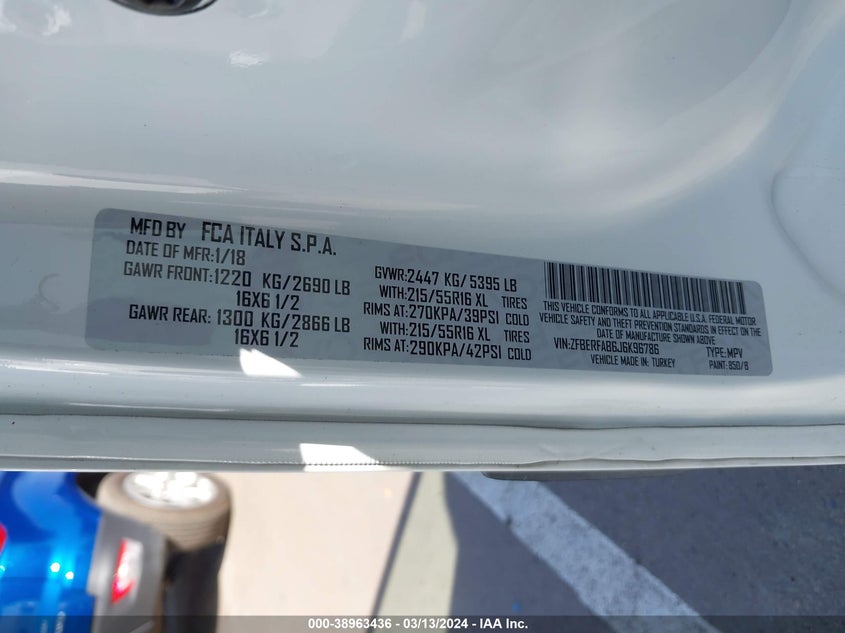 MFD BY FCA ITALY S.P.A.
DATE OF MFR:1/18
GAWR FRONT:1220 KG/2690 LB
16X6 1/2
GAWR REAR: 1300 KG/2866 LB
16X6 1/2
GVWR:2447 KG/5395 LB
WITH:215/55R16 XL TIRES
RIMS AT:270KPA/39PSI COLD
WITH:215/55R16 XL TIRES
RIMS AT:290KPA/42PSI COLD
THIS VEHICLE CONFORMS TO ALL APPLICABLE U.S.A. FEDERAL MOTOR
VEHICLE SAFETY AND THEFT PREVENTION STANDARDS IN EFFECT ON THE
DATE OF MANUFACTURE SHOWN ABOVE
VIN:ZFBERFAB6J6K96786 TYPE:MPV
VEHICLE MADE IN: TURKEY PAINT: 850/B
000-38963436 - 03/13/2024 - IAA Inc.